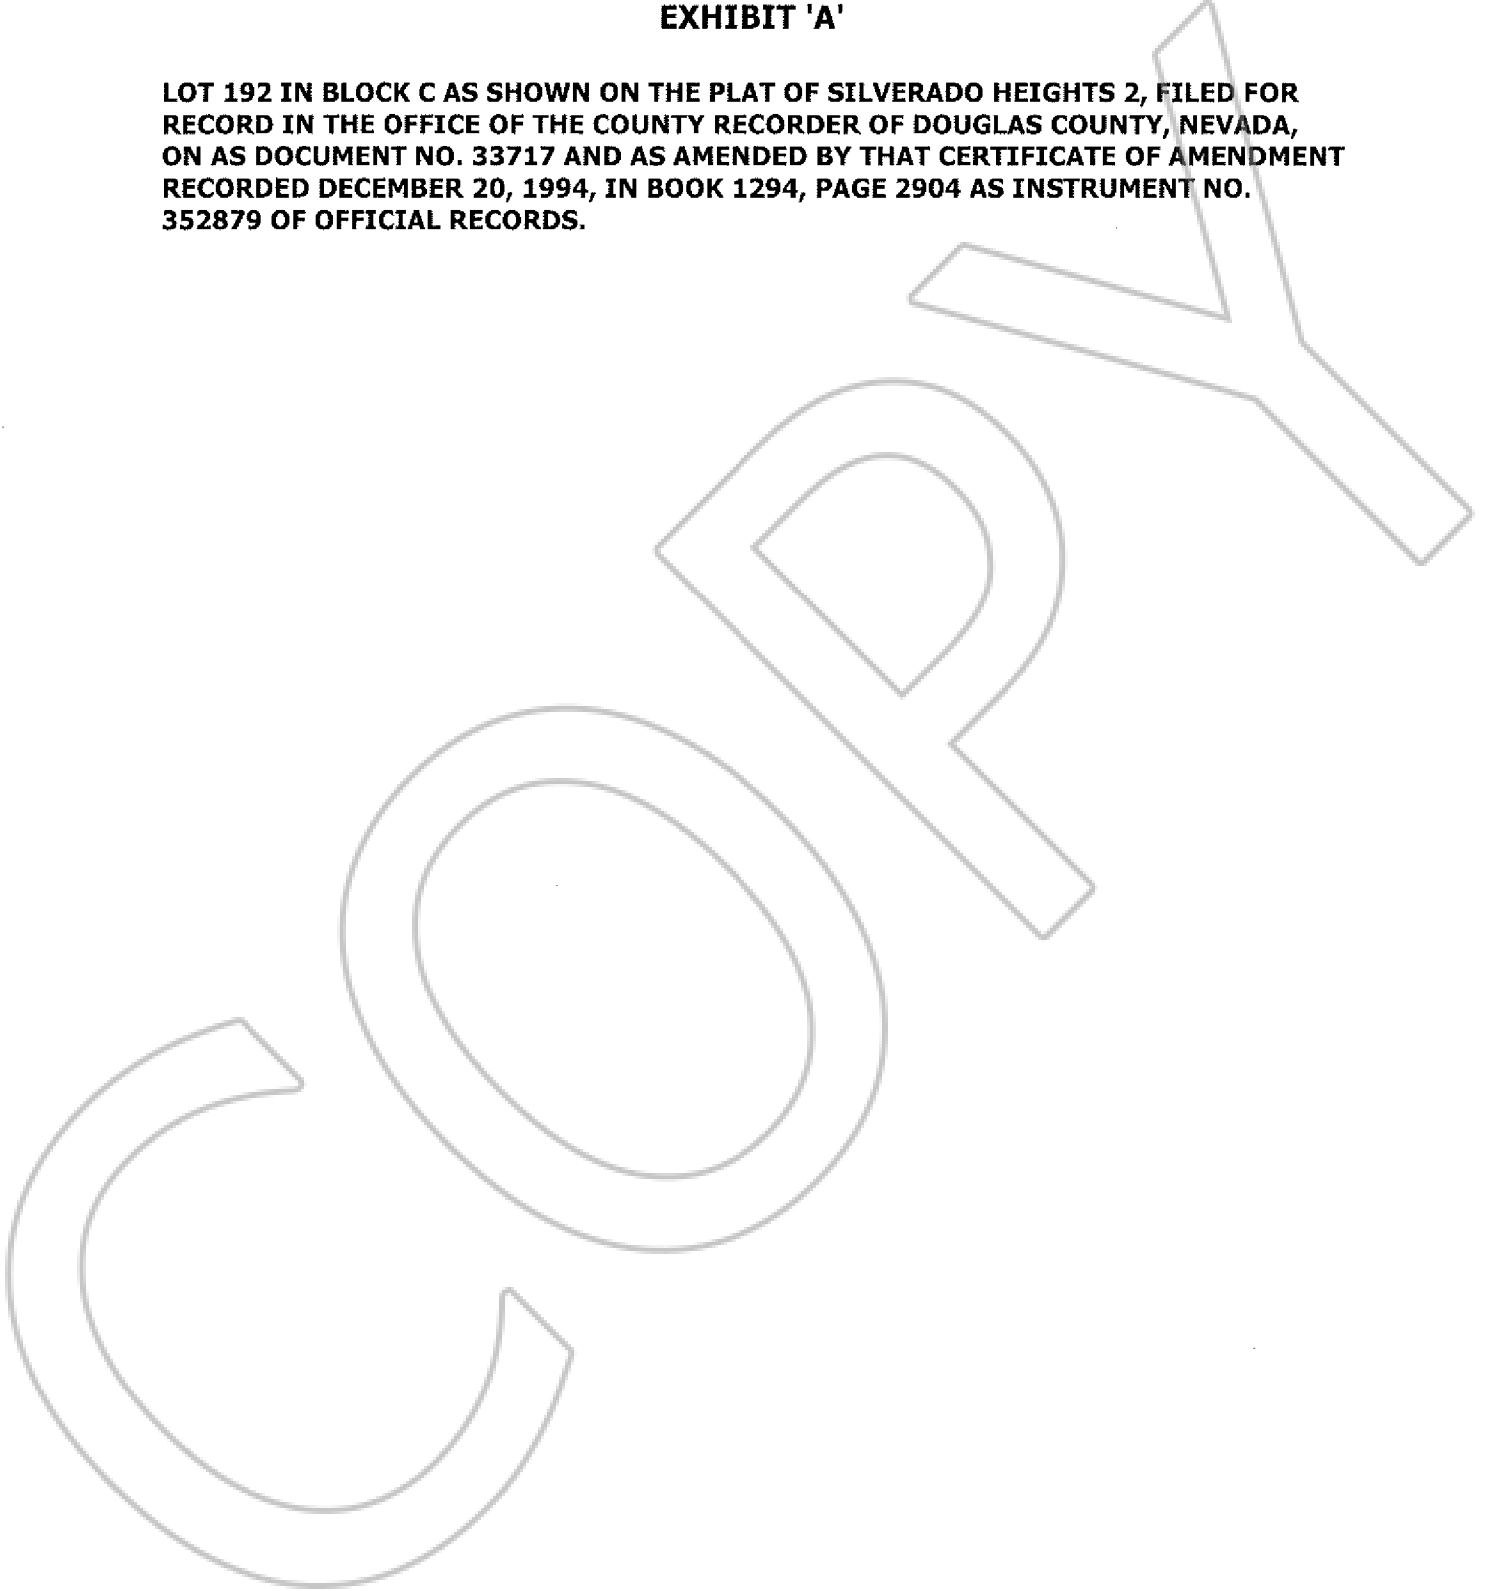 EXHIBIT 'A'
LOT 192 IN BLOCK C AS SHOWN ON THE PLAT OF SILVERADO HEIGHTS 2, FILED FOR
RECORD IN THE OFFICE OF THE COUNTY RECORDER OF DOUGLAS COUNTY, NEVADA,
ON AS DOCUMENT NO. 33717 AND AS AMENDED BY THAT CERTIFICATE OF AMENDMENT
RECORDED DECEMBER 20, 1994, IN BOOK 1294, PAGE 2904 AS INSTRUMENT NO.
352879 OF OFFICIAL RECORDS.
COPY